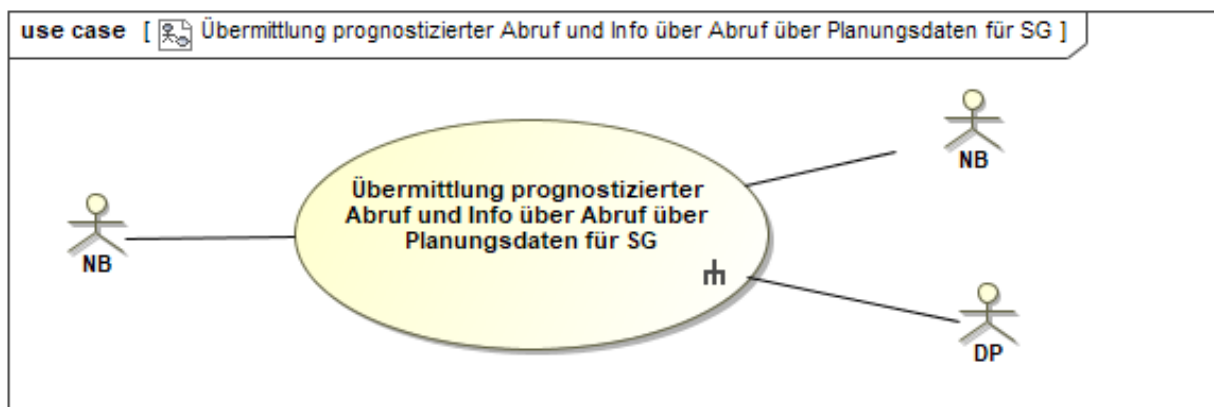 use case [ Übermittlung prognostizierter Abruf und Info über Abruf über Planungsdaten für SG ]
NB
Übermittlung prognostizierter
Abruf und Info über Abruf über
Planungsdaten für SG
NB
DP